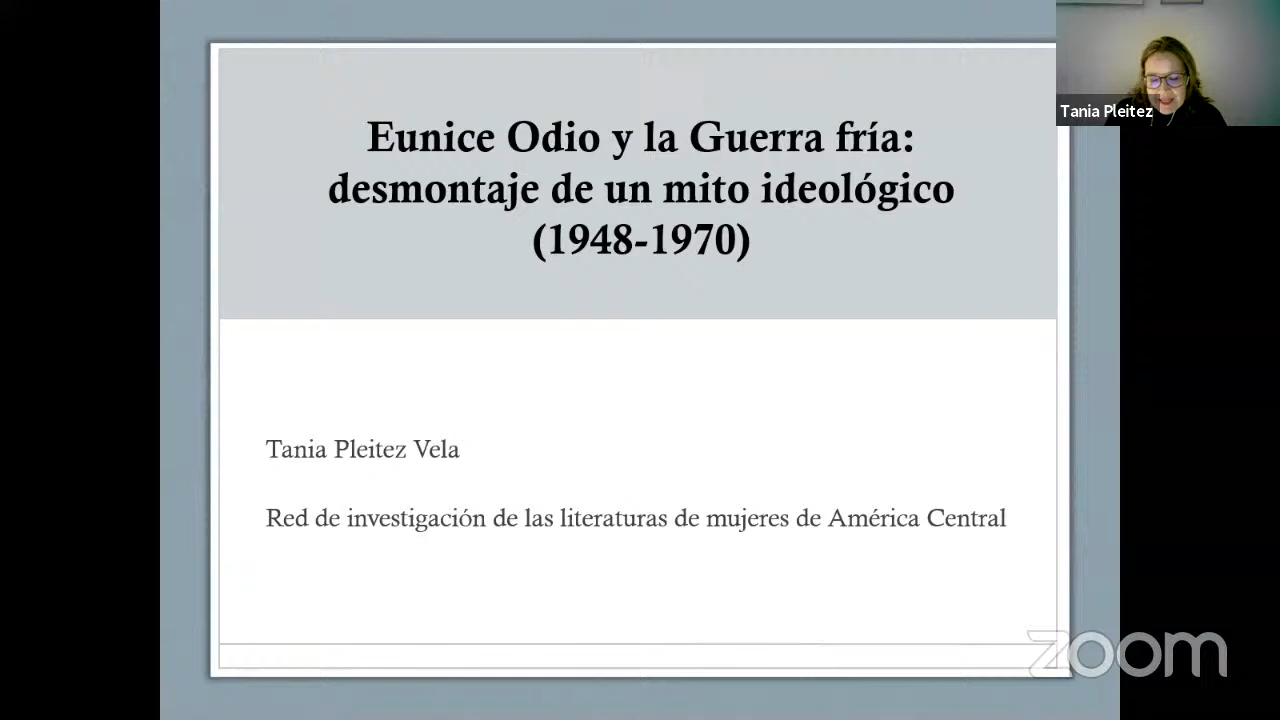 Eunice Odio y la Guerra fría:
desmontaje de un mito ideológico
(1948-1970)
Tania Pleitez
Tania Pleitez Vela
Red de investigación de las literaturas de mujeres de América Central
zoom